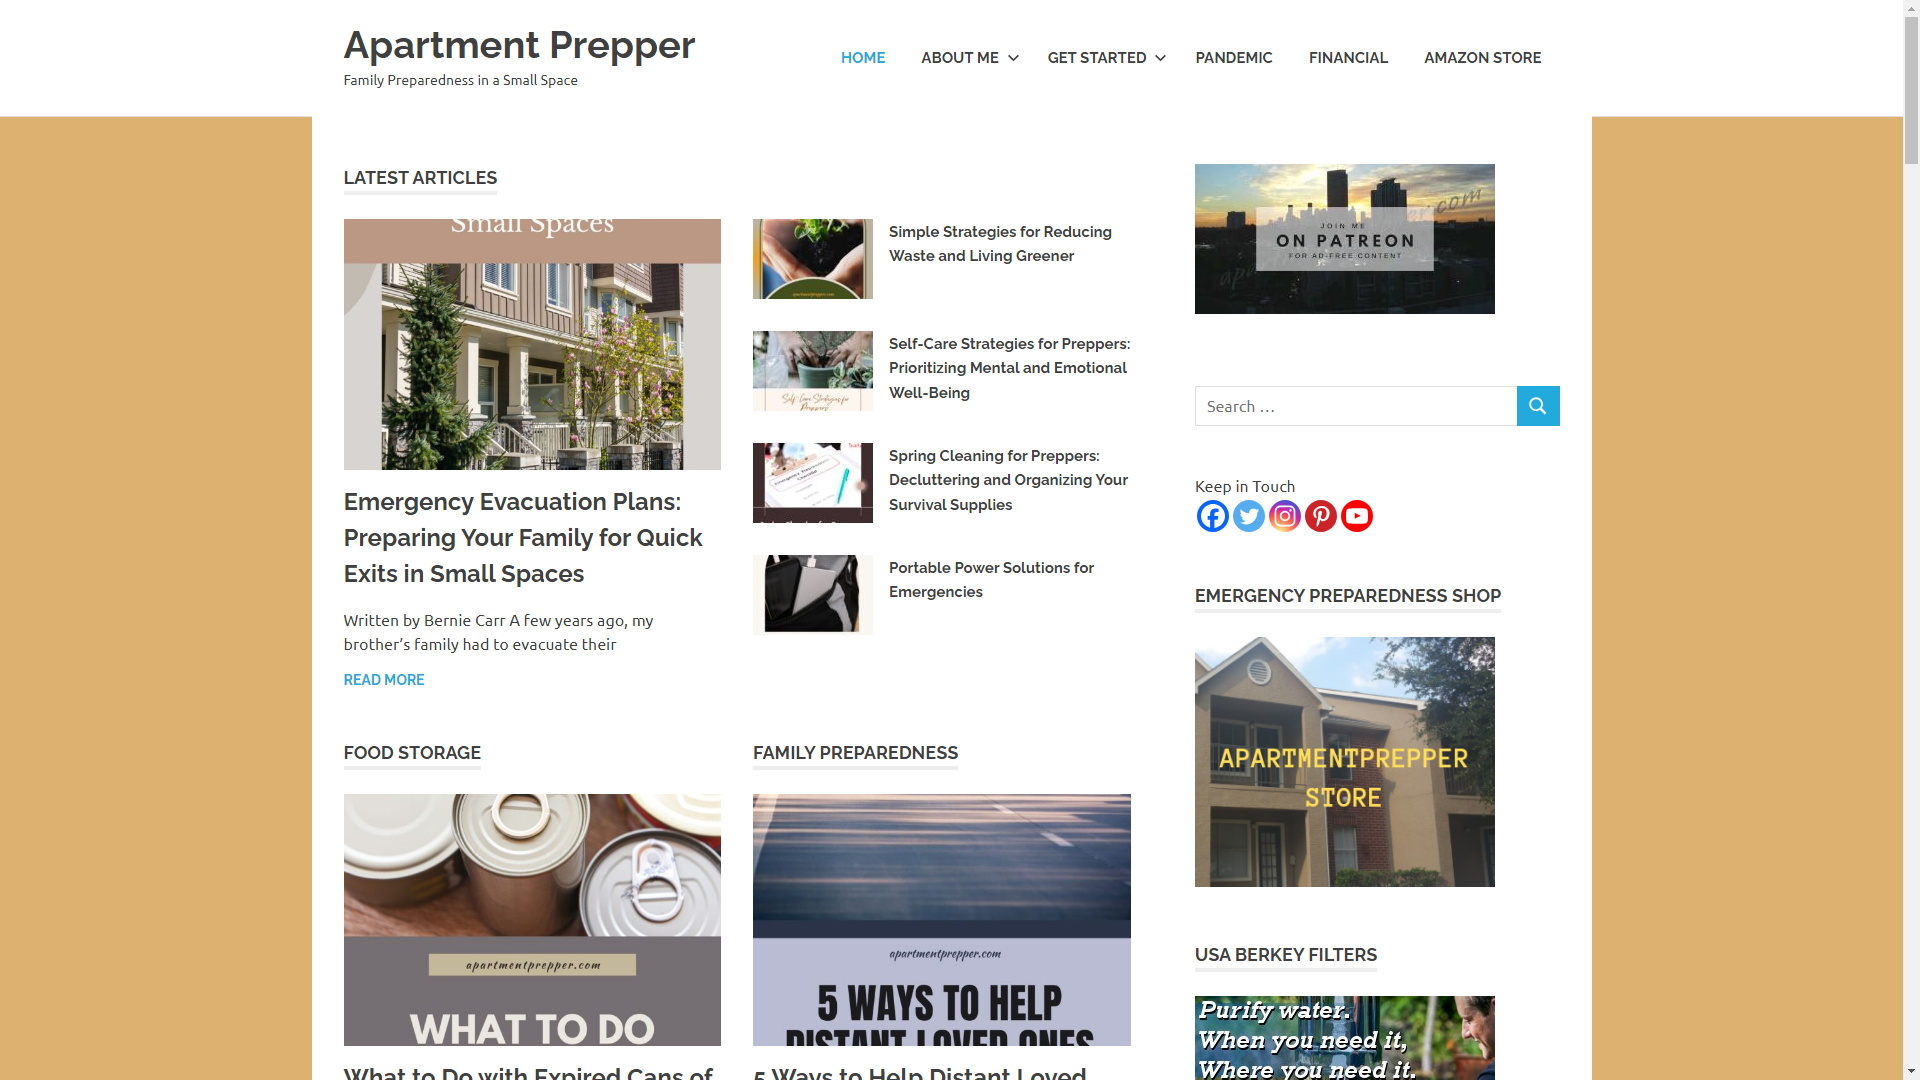 Apartment Prepper
Family Preparedness in a Small Space
HOME
ABOUT ME
GET STARTED
PANDEMIC
FINANCIAL
AMAZON STORE
LATEST ARTICLES
Small Spaces
Emergency Evacuation Plans:
Preparing Your Family for Quick
Exits in Small Spaces
Written by Bernie Carr A few years ago, my
brother’s family had to evacuate their
READ MORE
Simple Strategies for Reducing
Waste and Living Greener
Self-Care Strategies for
Preppers
Self-Care Strategies for Preppers:
Prioritizing Mental and Emotional
Well-Being
Spring Cleaning for Preppers:
Decluttering and Organizing Your
Survival Supplies
Portable Power Solutions for
Emergencies
JOIN ME
ON PATREON
FOR AD-FREE CONTENT
Search …
Keep in Touch
EMERGENCY PREPAREDNESS SHOP
APARTMENTPREPPER
STORE
USA BERKEY FILTERS
Purify water.
When you need it,
Where you need it.
FOOD STORAGE
apartmentprepper.com
WHAT TO DO
What to Do with Expired Cans of
FAMILY PREPAREDNESS
apartmentprepper.com
5 WAYS TO HELP
DISTANT LOVED ONES
5 Ways to Help Distant Loved